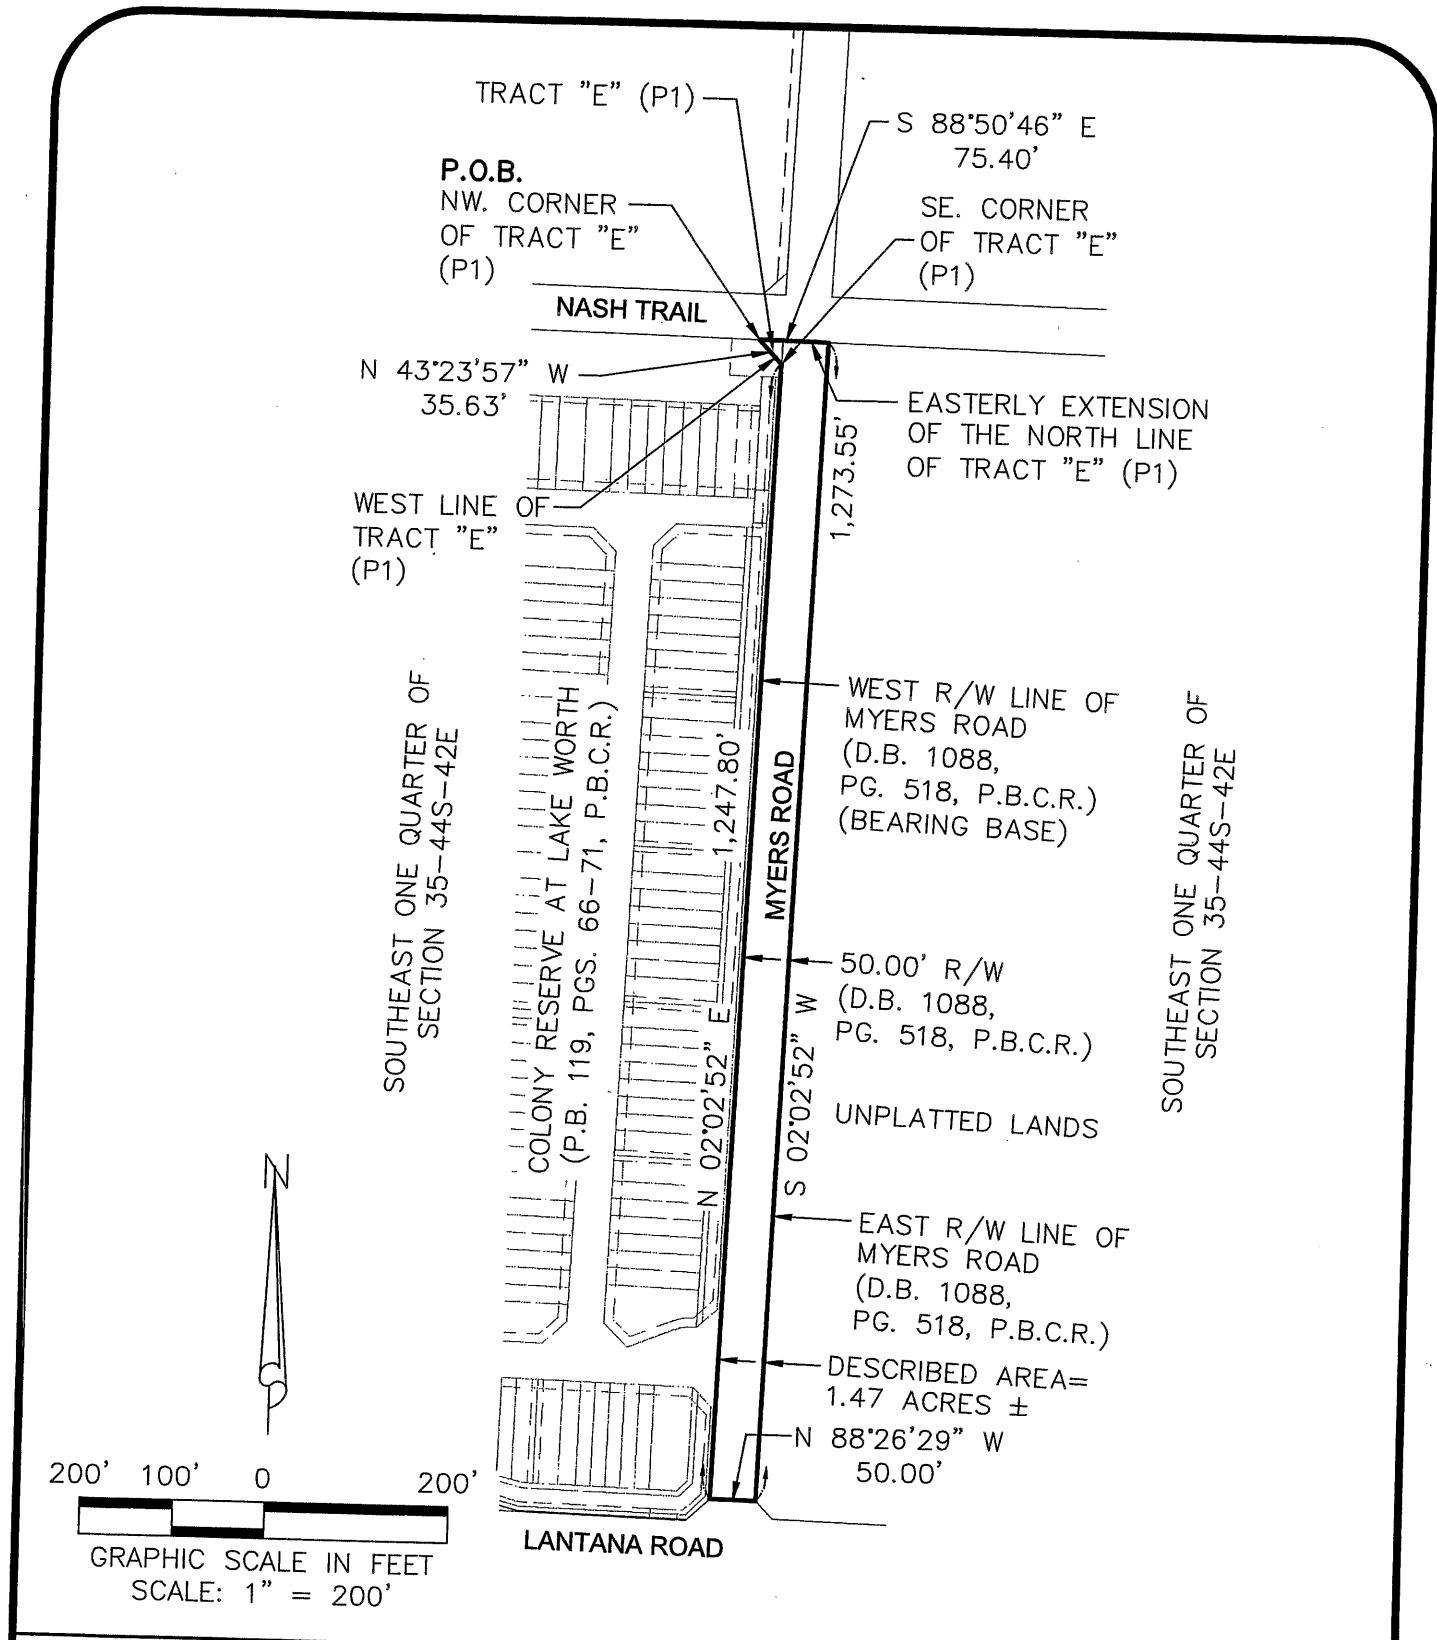 TRACT "E" (P1)
S 88°50'46" E
75.40'
P.O.B.
NW. CORNER
OF TRACT "E"
(P1)
SE. CORNER
OF TRACT "E"
(P1)
NASH TRAIL
N 43°23'57" W
35.63'
EASTERLY EXTENSION
OF THE NORTH LINE
OF TRACT "E" (P1)
1,273.55'
WEST LINE OF
TRACT "E"
(P1)
WEST R/W LINE OF
MYERS ROAD
(D.B. 1088,
PG. 518, P.B.C.R.)
(BEARING BASE)
SOUTHEAST ONE QUARTER OF
SECTION 35-44S-42E
COLONY RESERVE AT LAKE WORTH
(P.B. 119, PGS. 66-71, P.B.C.R.)
1,247.80'
MYERS ROAD
SOUTHEAST ONE QUARTER OF
SECTION 35-44S-42E
50.00' R/W
(D.B. 1088,
PG. 518, P.B.C.R.)
N 02°02'52" E
S 02°02'52" W
UNPLATTED LANDS
N
EAST R/W LINE OF
MYERS ROAD
(D.B. 1088,
PG. 518, P.B.C.R.)
DESCRIBED AREA=
1.47 ACRES ±
N 88°26'29" W
50.00'
200' 100' 0 200'
GRAPHIC SCALE IN FEET
SCALE: 1" = 200'
LANTANA ROAD